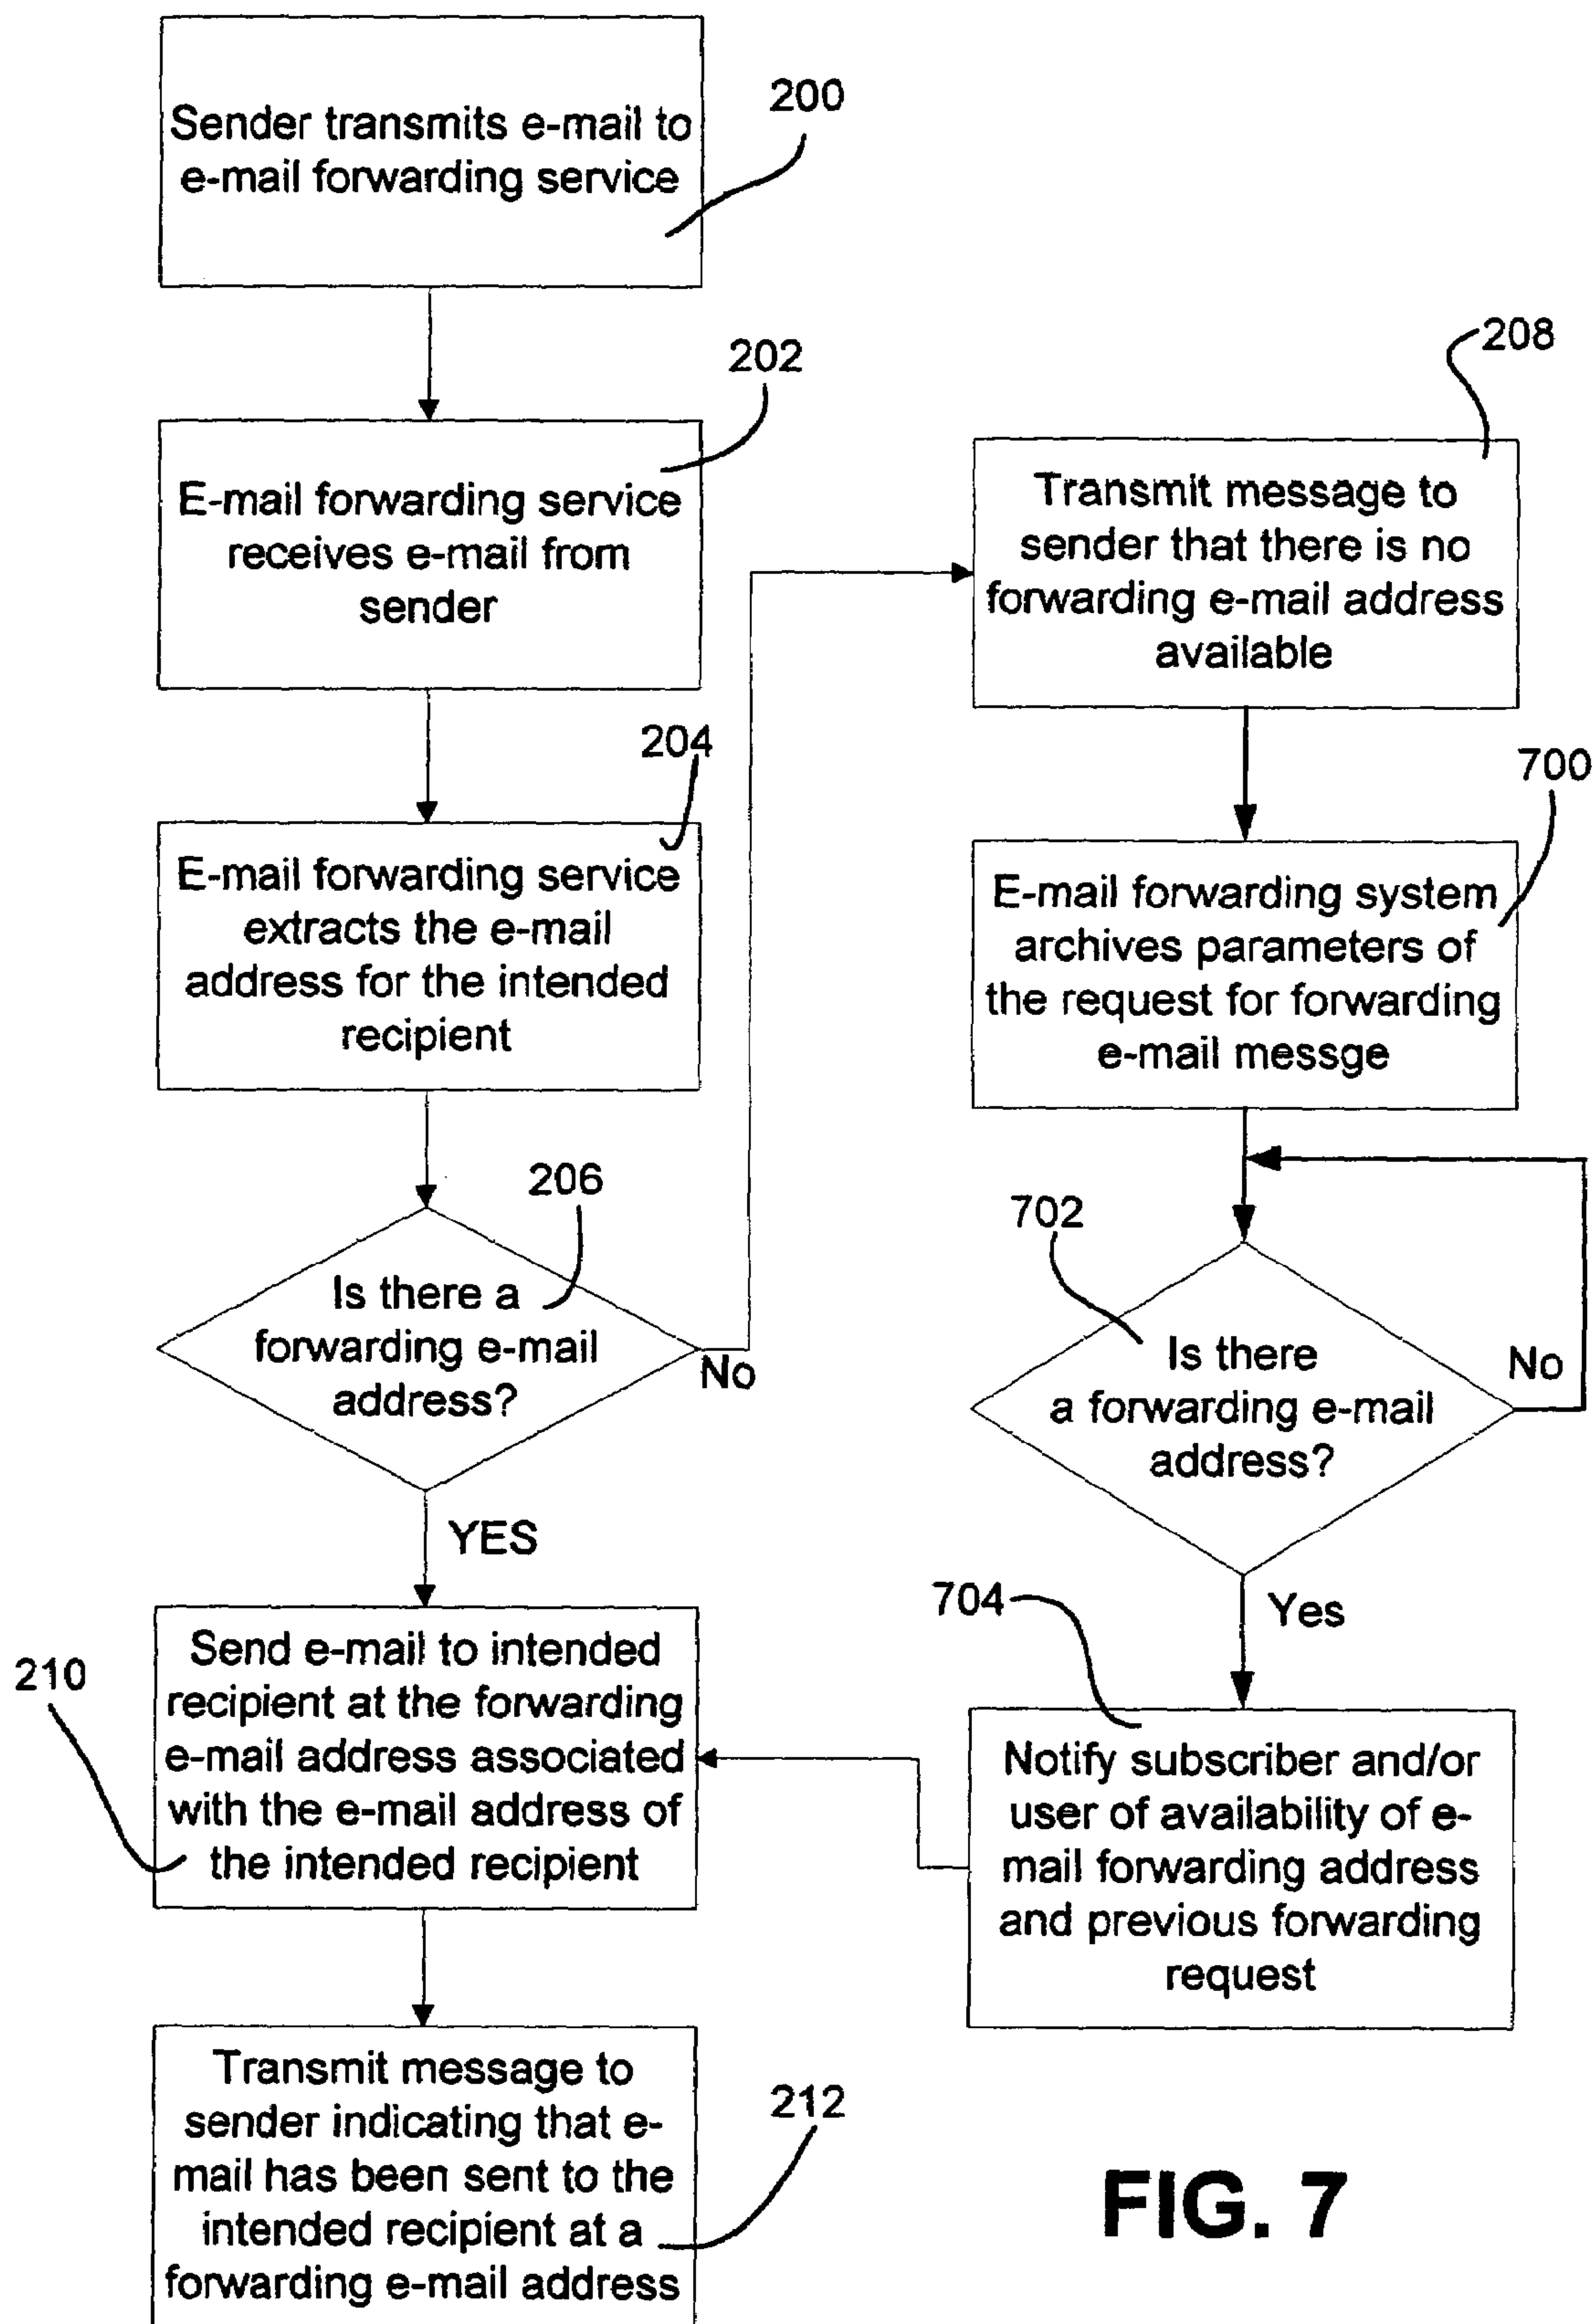 200
Sender transmits e-mail to
e-mail forwarding service
202
E-mail forwarding service
receives e-mail from
sender
204
E-mail forwarding service
extracts the e-mail
address for the intended
recipient
206
Is there a
forwarding e-mail
address?
No
YES
210
Send e-mail to intended
recipient at the forwarding
e-mail address associated
with the e-mail address of
the intended recipient
212
Transmit message to
sender indicating that e-
mail has been sent to the
intended recipient at a
forwarding e-mail address
208
Transmit message to
sender that there is no
forwarding e-mail address
available
700
E-mail forwarding system
archives parameters of
the request for forwarding
e-mail messge
702
Is there
a forwarding e-mail
address?
No
Yes
704
Notify subscriber and/or
user of availability of e-
mail forwarding address
and previous forwarding
request
FIG. 7